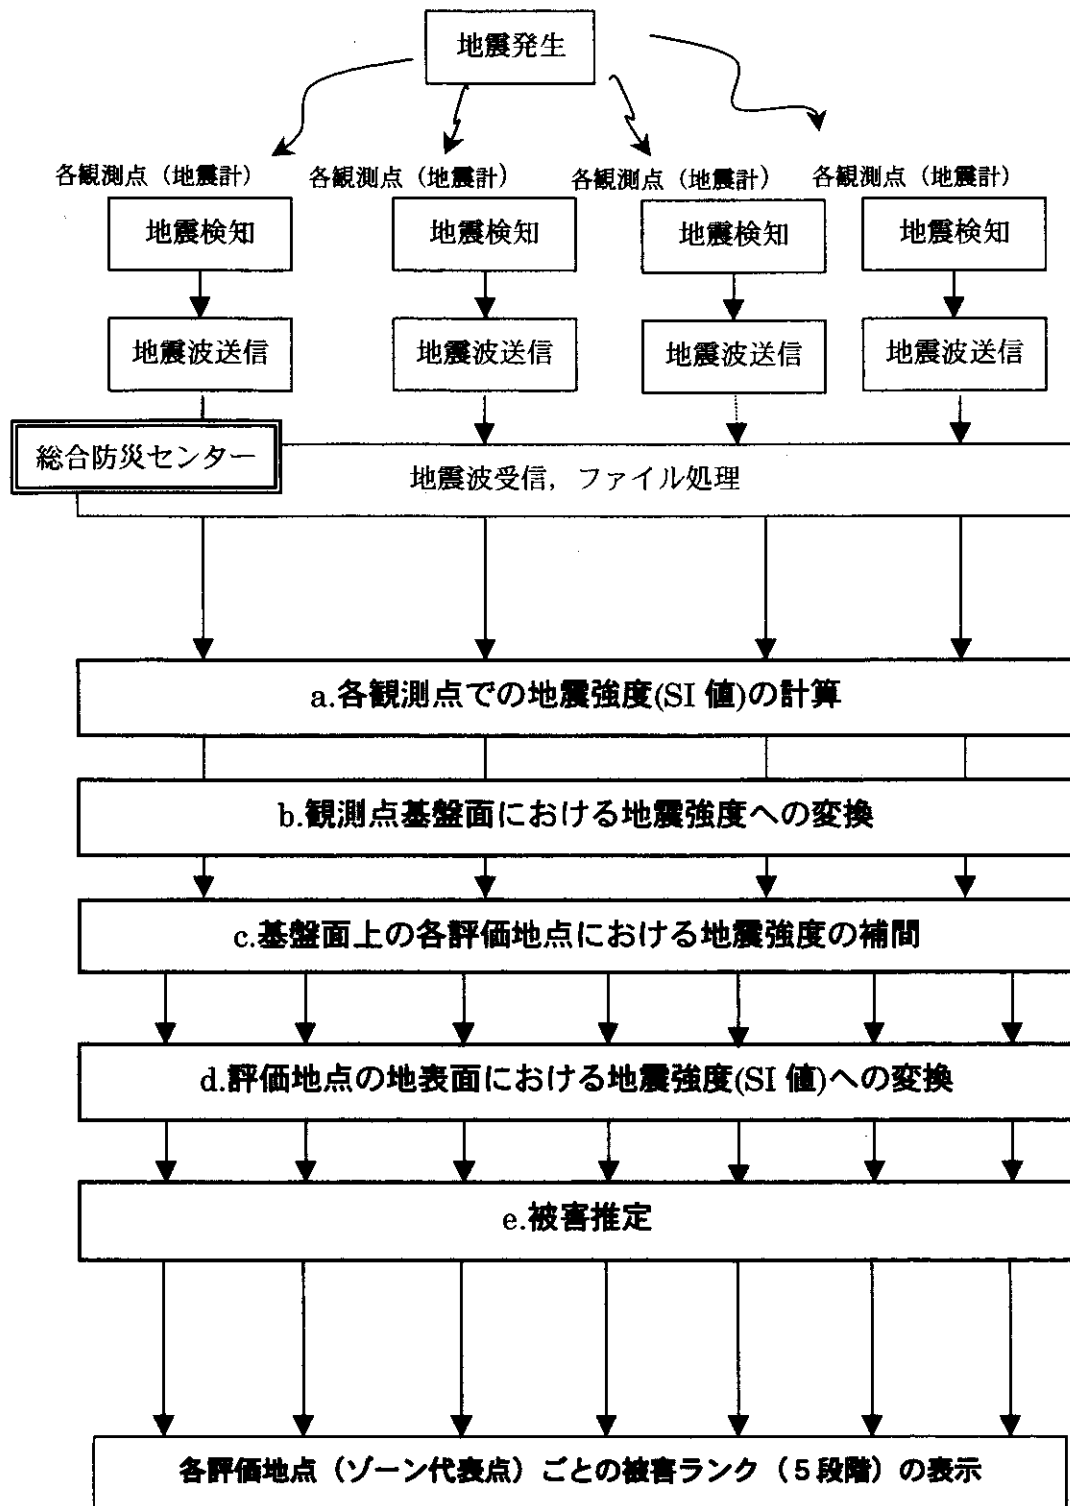 地震発生
各観測点（地震計） 各観測点（地震計） 各観測点（地震計） 各観測点（地震計）
地震検知 地震検知 地震検知 地震検知
地震波送信 地震波送信 地震波送信 地震波送信
総合防災センター
地震波受信，ファイル処理
a.各観測点での地震強度(SI 値)の計算
b.観測点基盤面における地震強度への変換
c.基盤面上の各評価地点における地震強度の補間
d.評価地点の地表面における地震強度(SI 値)への変換
e.被害推定
各評価地点（ゾーン代表点）ごとの被害ランク（５段階）の表示